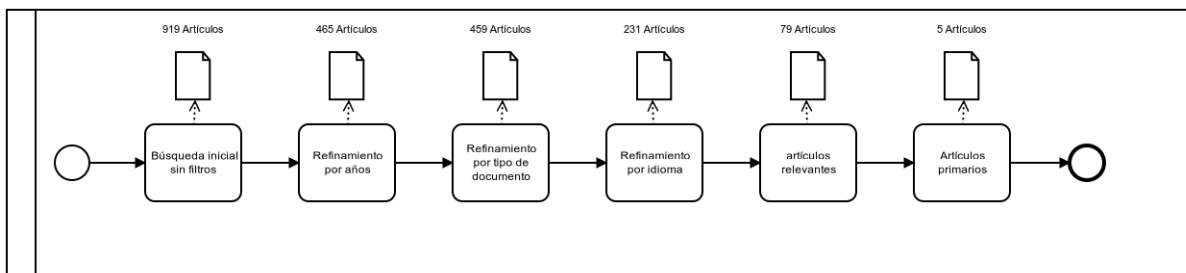 919 Artículos
465 Artículos
459 Artículos
231 Artículos
79 Artículos
5 Artículos
Búsqueda inicial
sin filtros
Refinamiento
por años
Refinamiento
por tipo de
documento
Refinamiento
por idioma
artículos
relevantes
Artículos
primarios